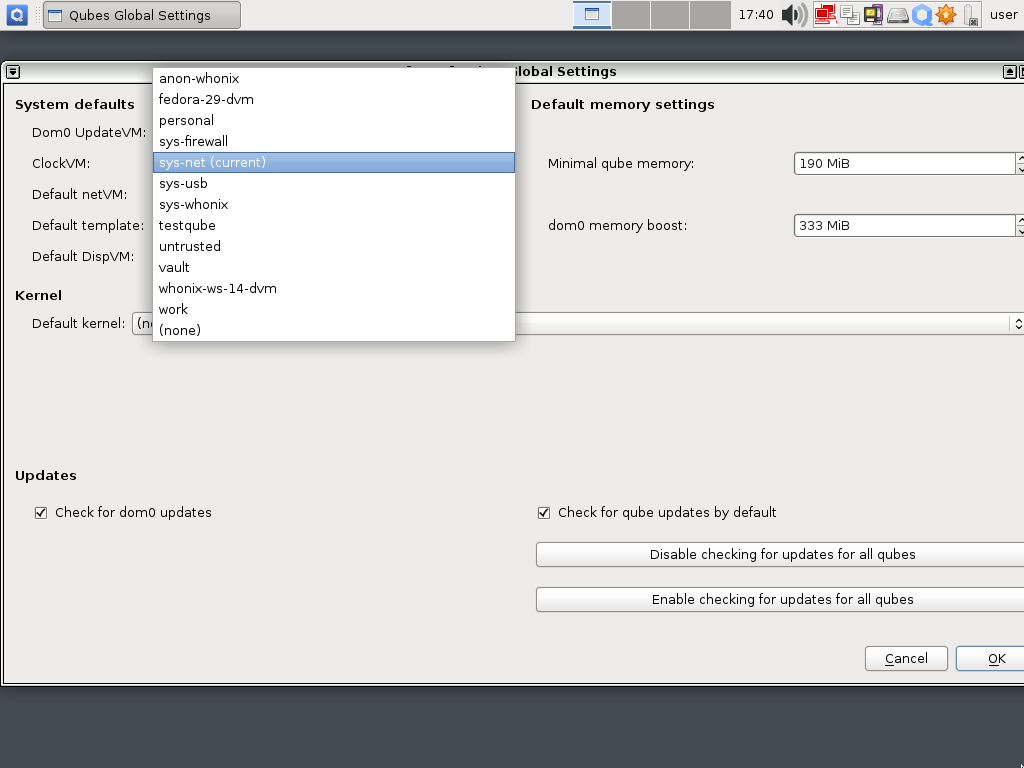 Qubes Global Settings
17:40
user
Global Settings
System defaults
Dom0 UpdateVM:
ClockVM:
Default netVM:
Default template:
Default DispVM:
anon-whonix
fedora-29-dvm
personal
sys-firewall
sys-net (current)
sys-usb
sys-whonix
testqube
untrusted
vault
whonix-ws-14-dvm
work
(none)
Default memory settings
Minimal qube memory:
190 MiB
dom0 memory boost:
333 MiB
Kernel
Default kernel:
Updates
Check for dom0 updates
Check for qube updates by default
Disable checking for updates for all qubes
Enable checking for updates for all qubes
Cancel
OK